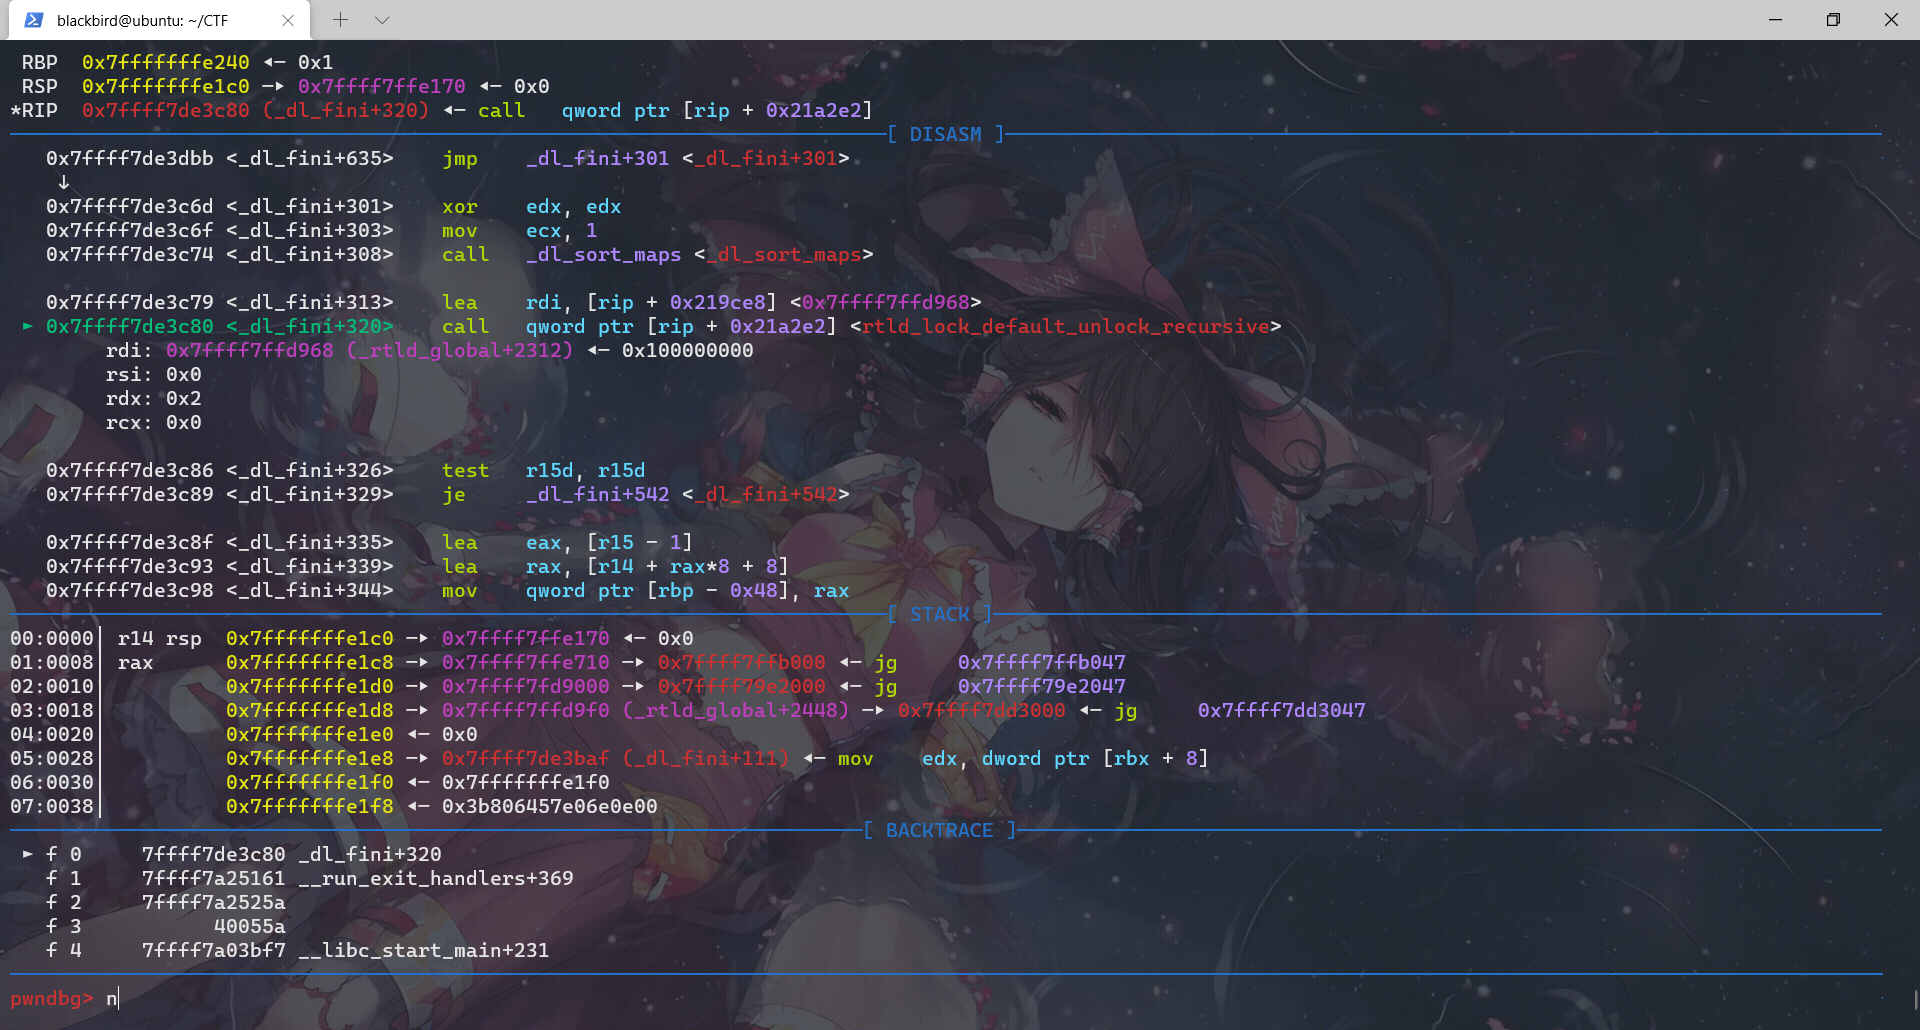 blackbird@ubuntu: ~/CTF
RBP  0x7fffffffe240 ◂— 0x1
RSP  0x7fffffffe1c0 —▸ 0x7ffff7ffe170 ◂— 0x0
*RIP  0x7ffff7de3c80 (_dl_fini+320) ◂— call   qword ptr [rip + 0x21a2e2]
[ DISASM ]
0x7ffff7de3dbb <_dl_fini+635>    jmp    _dl_fini+301 <_dl_fini+301>
↓
0x7ffff7de3c6d <_dl_fini+301>    xor    edx, edx
0x7ffff7de3c6f <_dl_fini+303>    mov    ecx, 1
0x7ffff7de3c74 <_dl_fini+308>    call   _dl_sort_maps <_dl_sort_maps>
0x7ffff7de3c79 <_dl_fini+313>    lea    rdi, [rip + 0x219ce8] <0x7ffff7ffd968>
► 0x7ffff7de3c80 <_dl_fini+320>    call   qword ptr [rip + 0x21a2e2] <rtld_lock_default_unlock_recursive>
rdi: 0x7ffff7ffd968 (_rtld_global+2312) ◂— 0x100000000
rsi: 0x0
rdx: 0x2
rcx: 0x0
0x7ffff7de3c86 <_dl_fini+326>    test   r15d, r15d
0x7ffff7de3c89 <_dl_fini+329>    je     _dl_fini+542 <_dl_fini+542>
0x7ffff7de3c8f <_dl_fini+335>    lea    eax, [r15 - 1]
0x7ffff7de3c93 <_dl_fini+339>    lea    rax, [r14 + rax*8 + 8]
0x7ffff7de3c98 <_dl_fini+344>    mov    qword ptr [rbp - 0x48], rax
[ STACK ]
00:0000│ r14 rsp  0x7fffffffe1c0 —▸ 0x7ffff7ffe170 ◂— 0x0
01:0008│ rax      0x7fffffffe1c8 —▸ 0x7ffff7ffe710 —▸ 0x7ffff7ffb000 ◂— jg     0x7ffff7ffb047
02:0010│          0x7fffffffe1d0 —▸ 0x7ffff7fd9000 —▸ 0x7ffff79e2000 ◂— jg     0x7ffff79e2047
03:0018│          0x7fffffffe1d8 —▸ 0x7ffff7ffd9f0 (_rtld_global+2448) —▸ 0x7ffff7dd3000 ◂— jg     0x7ffff7dd3047
04:0020│          0x7fffffffe1e0 ◂— 0x0
05:0028│          0x7fffffffe1e8 —▸ 0x7ffff7de3baf (_dl_fini+111) ◂— mov    edx, dword ptr [rbx + 8]
06:0030│          0x7fffffffe1f0 ◂— 0x7fffffffe1f0
07:0038│          0x7fffffffe1f8 ◂— 0x3b806457e06e0e00
[ BACKTRACE ]
► f 0     7ffff7de3c80 _dl_fini+320
f 1     7ffff7a25161 __run_exit_handlers+369
f 2     7ffff7a2525a
f 3           40055a
f 4     7ffff7a03bf7 __libc_start_main+231
pwndbg> n